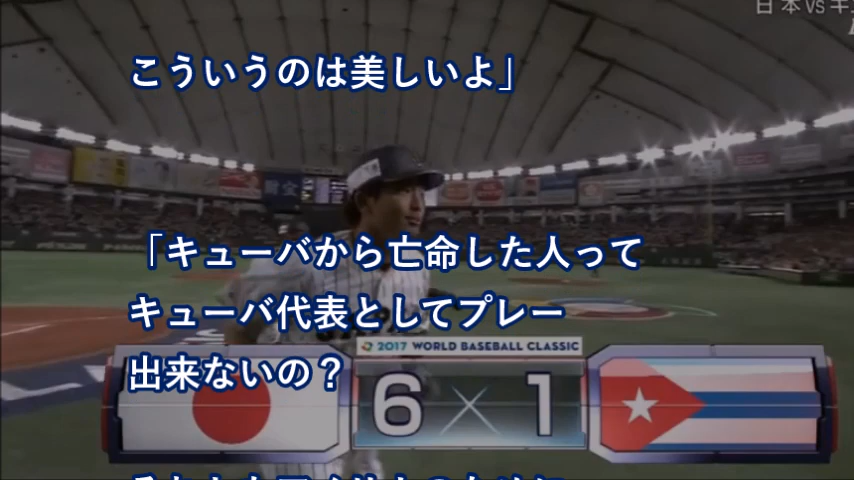 日本vsキ
こういうのは美しいよ」
「キューバから亡命した人って
キューバ代表としてプレー
出来ないの？
2017 WORLD BASEBALL CLASSIC
6 1